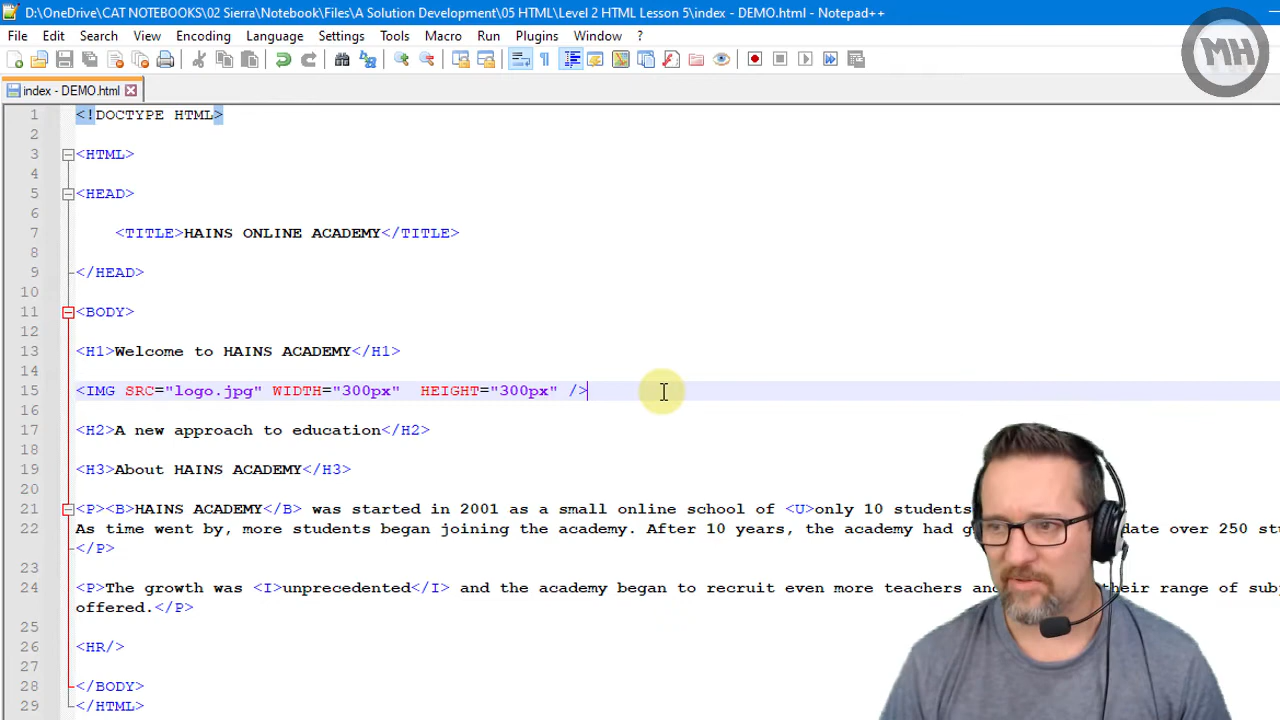 D:\OneDrive\CAT NOTEBOOKS\02 Sierra\Notebook\Files\A Solution Development\05 HTML\Level 2 HTML Lesson 5\index - DEMO.html - Notepad++
File Edit Search View Encoding Language Settings Tools Macro Run Plugins Window ?
MH
index - DEMO.html
1 <!DOCTYPE HTML>
2
3 <HTML>
4
5 <HEAD>
6
7 <TITLE>HAINS ONLINE ACADEMY</TITLE>
8
9 </HEAD>
10
11 <BODY>
12
13 <H1>Welcome to HAINS ACADEMY</H1>
14
15 <IMG SRC="logo.jpg" WIDTH="300px"  HEIGHT="300px" />
16
17 <H2>A new approach to education</H2>
18
19 <H3>About HAINS ACADEMY</H3>
20
21 <P><B>HAINS ACADEMY</B> was started in 2001 as a small online school of <U>only 10 students
22 As time went by, more students began joining the academy. After 10 years, the academy had date over 250
</P>
23
24 <P>The growth was <I>unprecedented</I> and the academy began to recruit even more teachers their range of
offered.</P>
25
26 <HR/>
27
28 </BODY>
29 </HTML>